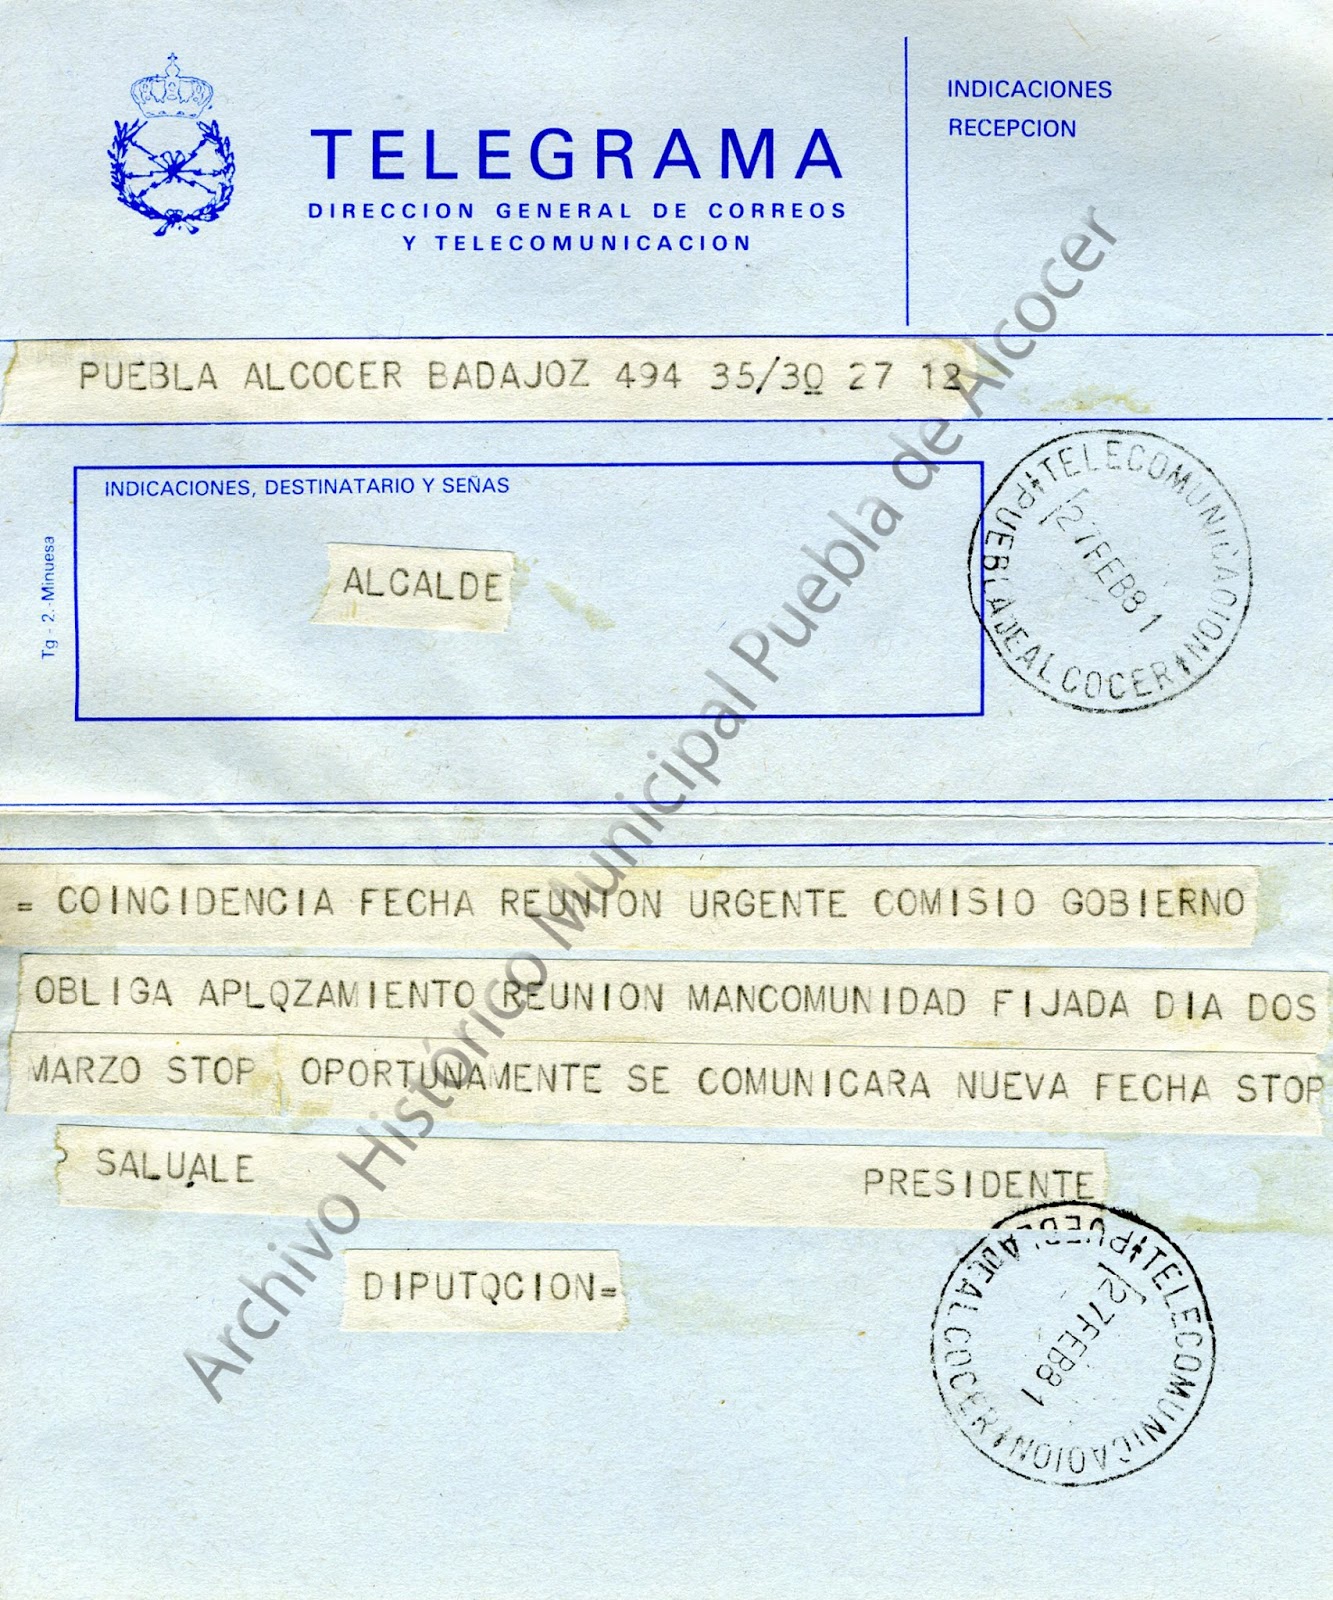 TELEGRAMA
DIRECCION GENERAL DE CORREOS
Y TELECOMUNICACION
INDICACIONES
RECEPCION
PUEBLA ALCOCER BADAJOZ 494 35/30 27 12
INDICACIONES, DESTINATARIO Y SEÑAS
ALCALDE
Tg - 2.-Minuesa
TELECOMUNICACION PUEBLA DE ALCOCER
27 FEB 81
= COINCIDENCIA FECHA REUNION URGENTE COMISIO GOBIERNO
OBLIGA APLQZAMIENTO REUNION MANCOMUNIDAD FIJADA DIA DOS
MARZO STOP OPORTUNAMENTE SE COMUNICARA NUEVA FECHA STOP
SALUALE PRESIDENTE
DIPUTQCION=
TELECOMUNICACION PUEBLA DE ALCOCER
27 FEB 81
Archivo Histórico Municipal Puebla de Alcocer